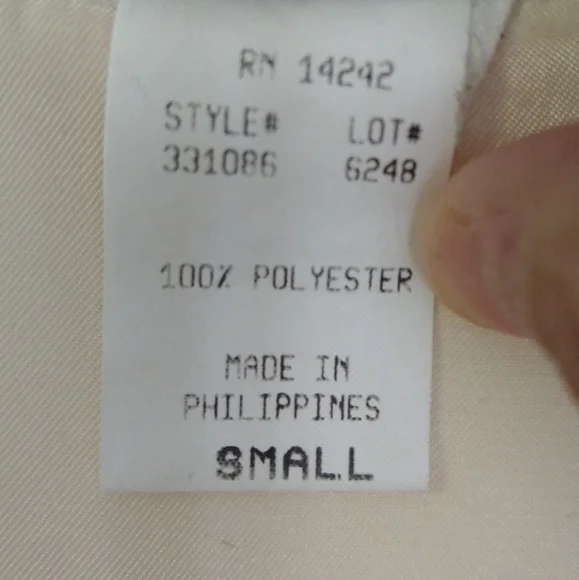 RN 14242
STYLE# LOT#
331086 6248
100% POLYESTER
MADE IN
PHILIPPINES
SMALL